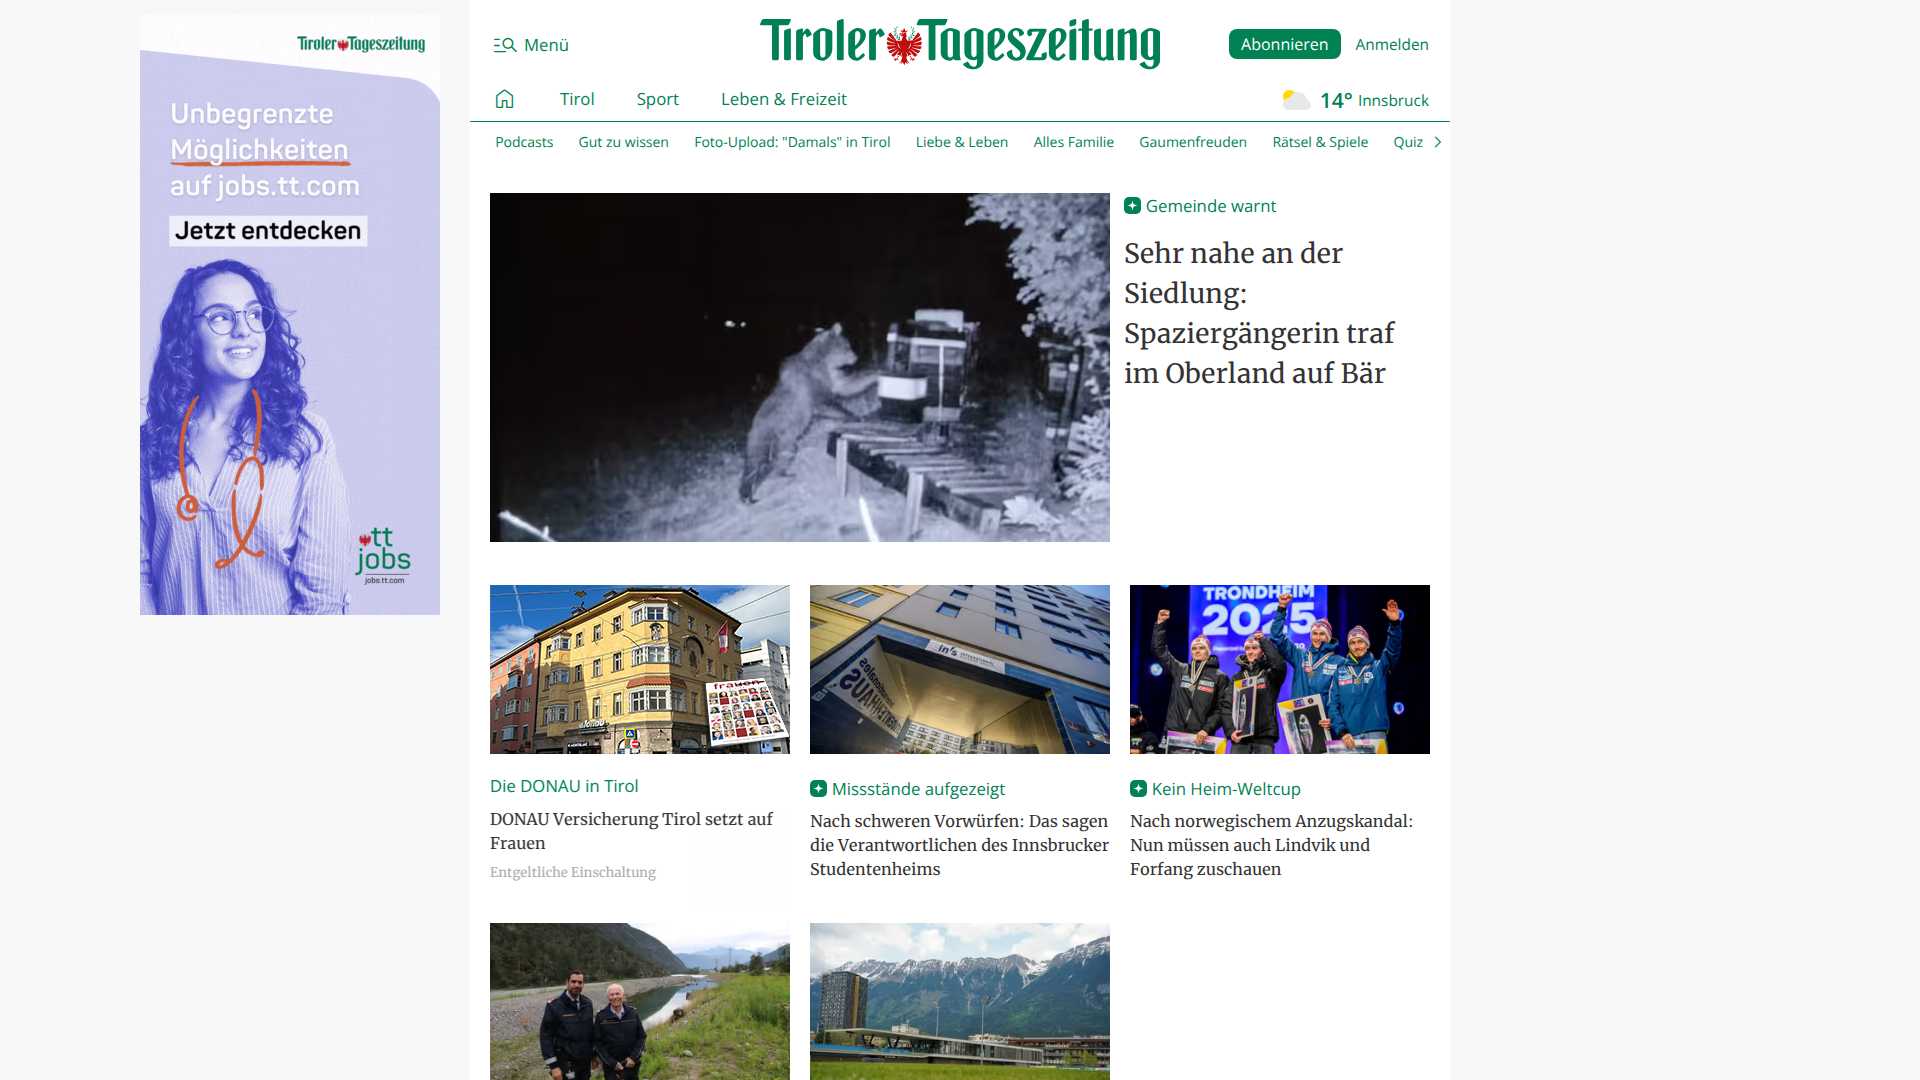 Tiroler Tageszeitung
Unbegrenzte
Möglichkeiten
auf jobs.tt.com
Jetzt entdecken
tt
jobs
jobs.tt.com
Menü
Tiroler Tageszeitung
Abonnieren
Anmelden
Tirol
Sport
Leben & Freizeit
14° Innsbruck
Podcasts
Gut zu wissen
Foto-Upload: "Damals" in Tirol
Liebe & Leben
Alles Familie
Gaumenfreuden
Rätsel & Spiele
Quiz
Gemeinde warnt
Sehr nahe an der
Siedlung:
Spaziergängerin traf
im Oberland auf Bär
frauen
donau
Die DONAU in Tirol
DONAU Versicherung Tirol setzt auf
Frauen
Entgeltliche Einschaltung
in's
Missstände aufgezeigt
Nach schweren Vorwürfen: Das sagen
die Verantwortlichen des Innsbrucker
Studentenheims
TRONDHEIM
2025
Kein Heim-Weltcup
Nach norwegischem Anzugskandal:
Nun müssen auch Lindvik und
Forfang zuschauen